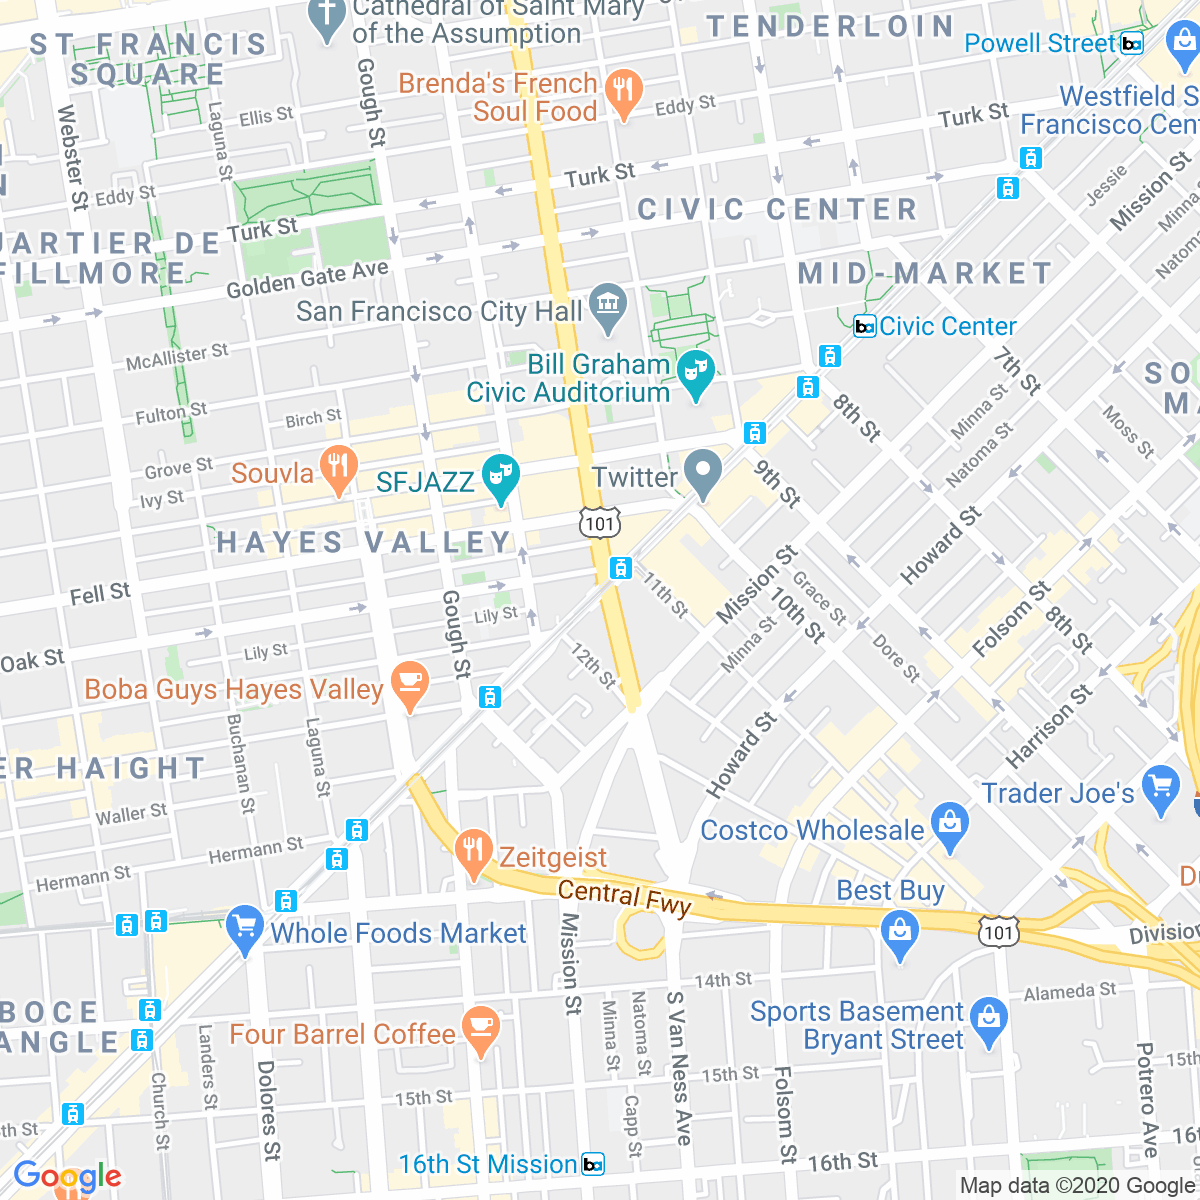 Cathedral of Saint Mary
of the Assumption
TENDERLOIN
Powell Street
ST FRANCIS
SQUARE
Gough St
Brenda's French
Soul Food
Eddy St
Westfield S
Francisco Cent
Webster St
Laguna St
Ellis St
Turk St
Mission St
Jessie
Minna
Natoma
Eddy St
Turk St
CIVIC CENTER
Turk St
UARTIER DE
FILLMORE
Golden Gate Ave
MID-MARKET
San Francisco City Hall
Civic Center
McAllister St
Bill Graham
Civic Auditorium
7th St
SO
MA
Fulton St
Birch St
8th St
Minna St
Moss St
Grove St
Souvla
SFJAZZ
Twitter
9th St
Natoma St
Ivy St
101
Howard St
HAYES VALLEY
Fell St
11th St
Mission St
Grace St
10th St
Folsom St
8th St
Gough St
Lily St
Minna St
Dore St
Oak St
Lily St
12th St
Boba Guys Hayes Valley
Buchanan St
Laguna St
Howard St
Harrison St
ER HAIGHT
Trader Joe's
Waller St
Costco Wholesale
Hermann St
Zeitgeist
Hermann St
Central Fwy
Best Buy
Du
Whole Foods Market
101
Division
Mission St
14th St
Alameda St
BOCE
ANGLE
Minna St
Natoma St
S Van Ness Ave
Sports Basement
Bryant Street
Four Barrel Coffee
Landers St
Dolores St
Church St
15th St
15th St
Capp St
Folsom St
Potrero Ave
16th St
16th St
16th St Mission
Google
Map data ©2020 Google